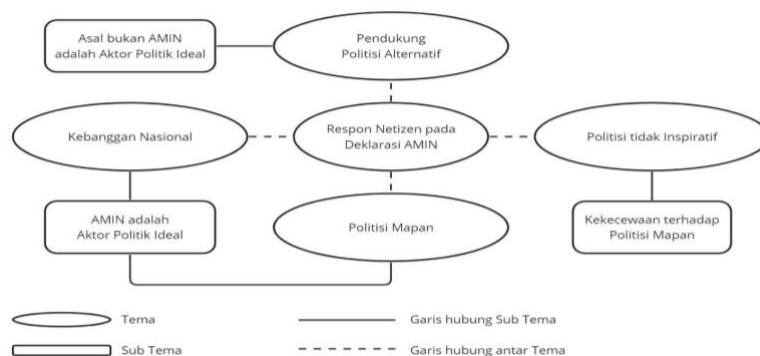 Asal bukan AMIN
adalah Aktor Politik Ideal
Pendukung
Politisi Alternatif
Kebanggan Nasional
Respon Netizen pada
Deklarasi AMIN
Politisi tidak Inspiratif
AMIN adalah
Aktor Politik Ideal
Politisi Mapan
Kekecewaan terhadap
Politisi Mapan
Tema
Garis hubung Sub Tema
Sub Tema
Garis hubung antar Tema